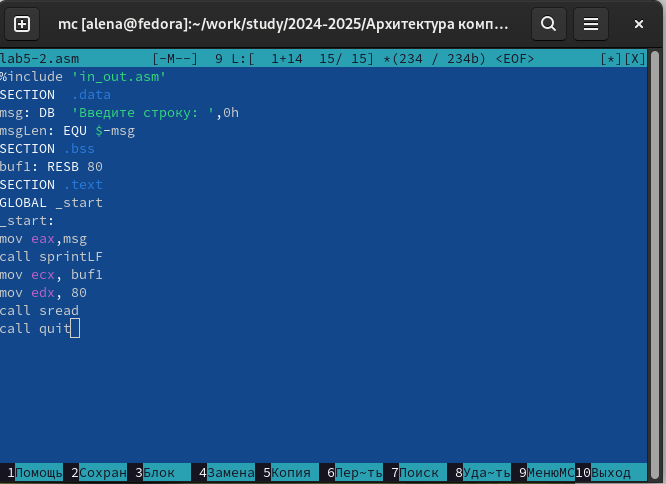 mc [alena@fedora]:~/work/study/2024-2025/Архитектура комп...
lab5-2.asm [-M--] 9 L:[ 1+14 15/ 15] *(234 / 234b) <EOF> [*][X]
%include 'in_out.asm'
SECTION .data
msg: DB 'Введите строку: ',0h
msgLen: EQU $-msg
SECTION .bss
buf1: RESB 80
SECTION .text
GLOBAL _start
_start:
mov eax,msg
call sprintLF
mov ecx, buf1
mov edx, 80
call sread
call quit
1Помощь 2Сохран 3Блок 4Замена 5Копия 6Пер~ть 7Поиск 8Уда~ть 9МенюMC 10Выход